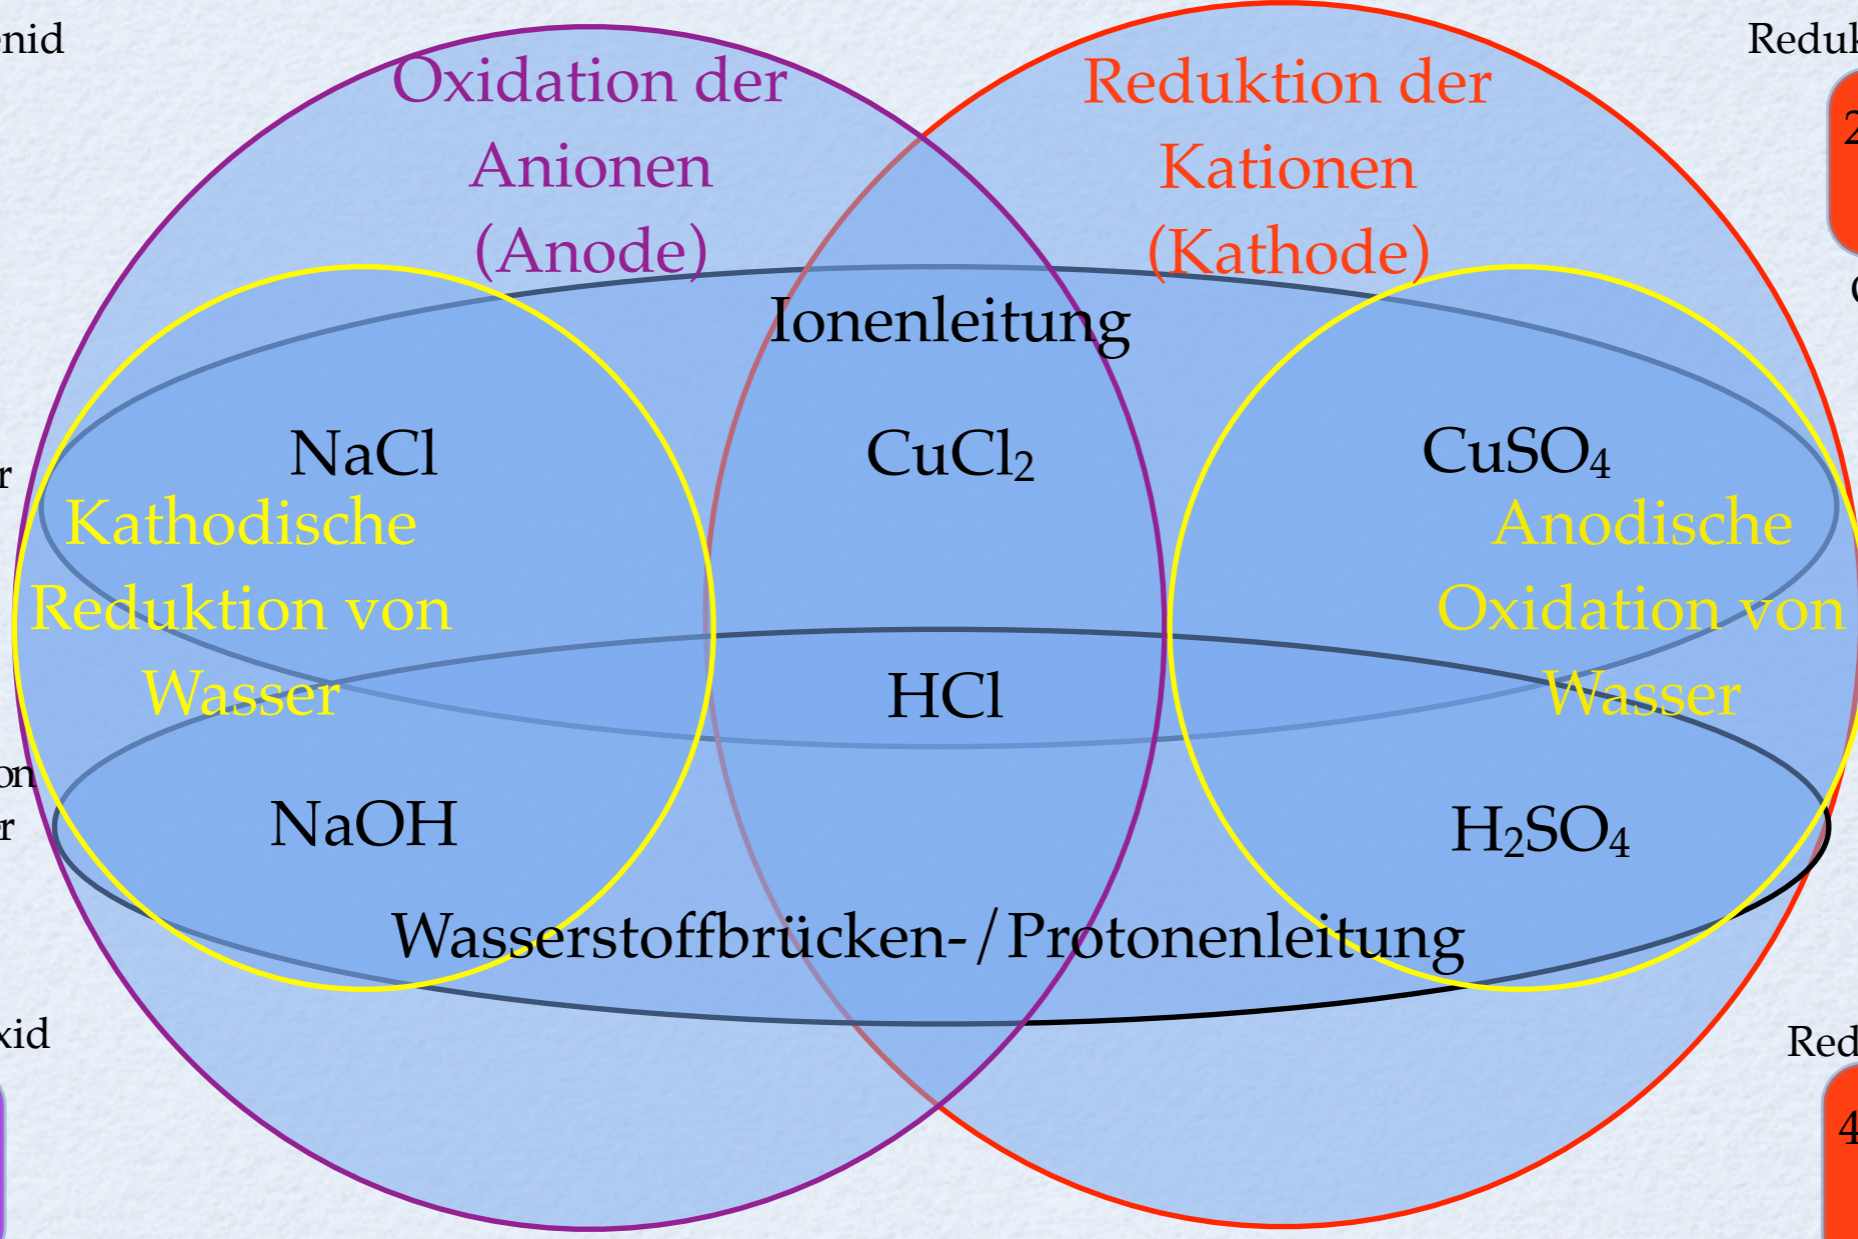 Oxidation der
Anionen
(Anode)
Reduktion der
Kationen
(Kathode)
Ionenleitung
NaCl
CuCl₂
CuSO₄
Kathodische
Reduktion von
Wasser
Anodische
Oxidation von
Wasser
HCl
NaOH
H₂SO₄
Wasserstoffbrücken-/Protonenleitung